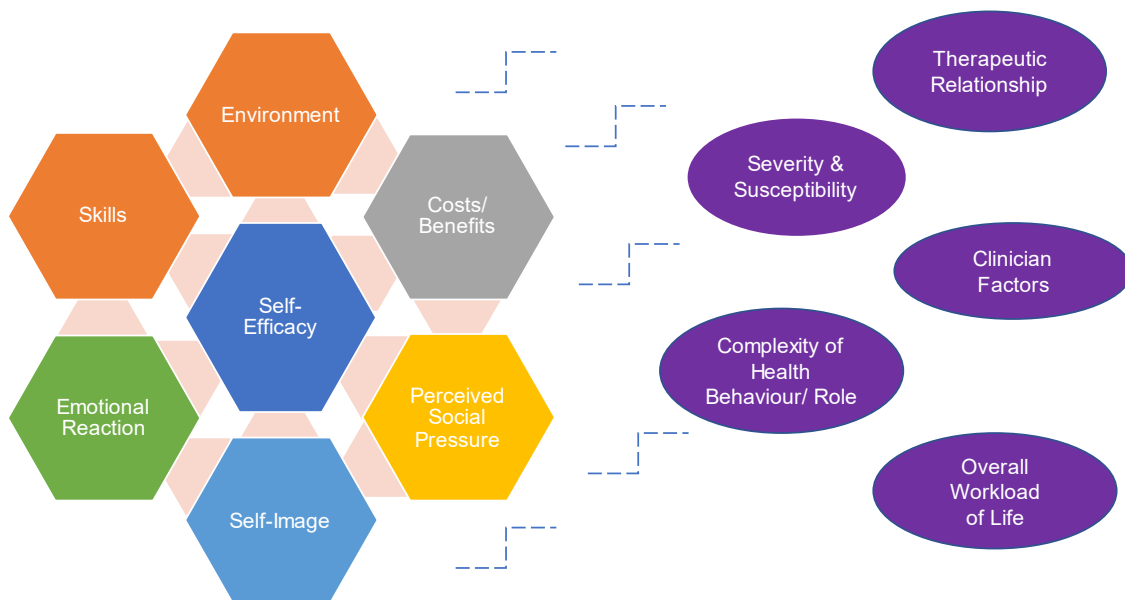 Environment
Skills
Costs/
Benefits
Self-
Efficacy
Emotional
Reaction
Perceived
Social
Pressure
Self-Image
Therapeutic
Relationship
Severity &
Susceptibility
Clinician
Factors
Complexity of
Health
Behaviour/ Role
Overall
Workload
of Life